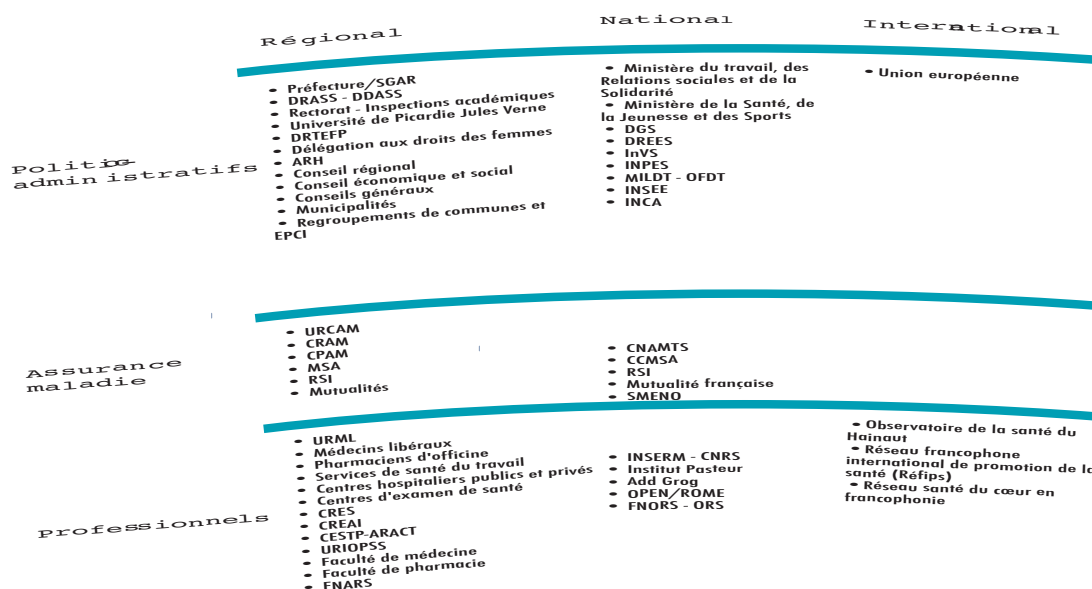 Régional
National
International
Politico-
administratifs
• Préfecture/SGAR
• DRASS - DDASS
• Rectorat - Inspections académiques
• Université de Picardie Jules Verne
• DRTEFP
• Délégation aux droits des femmes
• ARH
• Conseil régional
• Conseil économique et social
• Conseils généraux
• Municipalités
• Regroupements de communes et
EPCI
• Ministère du travail, des
Relations sociales et de la
Solidarité
• Ministère de la Santé, de
la Jeunesse et des Sports
• DGS
• DREES
• InVS
• INPES
• MILDT - OFDT
• INSEE
• INCA
• Union européenne
Assurance
maladie
• URCAM
• CRAM
• CPAM
• MSA
• RSI
• Mutualités
• CNAMTS
• CCMSA
• RSI
• Mutualité française
• SMENO
Professionnels
• URML
• Médecins libéraux
• Pharmaciens d'officine
• Services de santé du travail
• Centres hospitaliers publics et privés
• Centres d'examen de santé
• CRES
• CREAI
• CESTP-ARACT
• URIOPSS
• Faculté de médecine
• Faculté de pharmacie
• FNARS
• INSERM - CNRS
• Institut Pasteur
• Add Grog
• OPEN/ROME
• FNORS - ORS
• Observatoire de la santé du
Hainaut
• Réseau francophone
international de promotion de la
santé (Réfips)
• Réseau santé du cœur en
francophonie